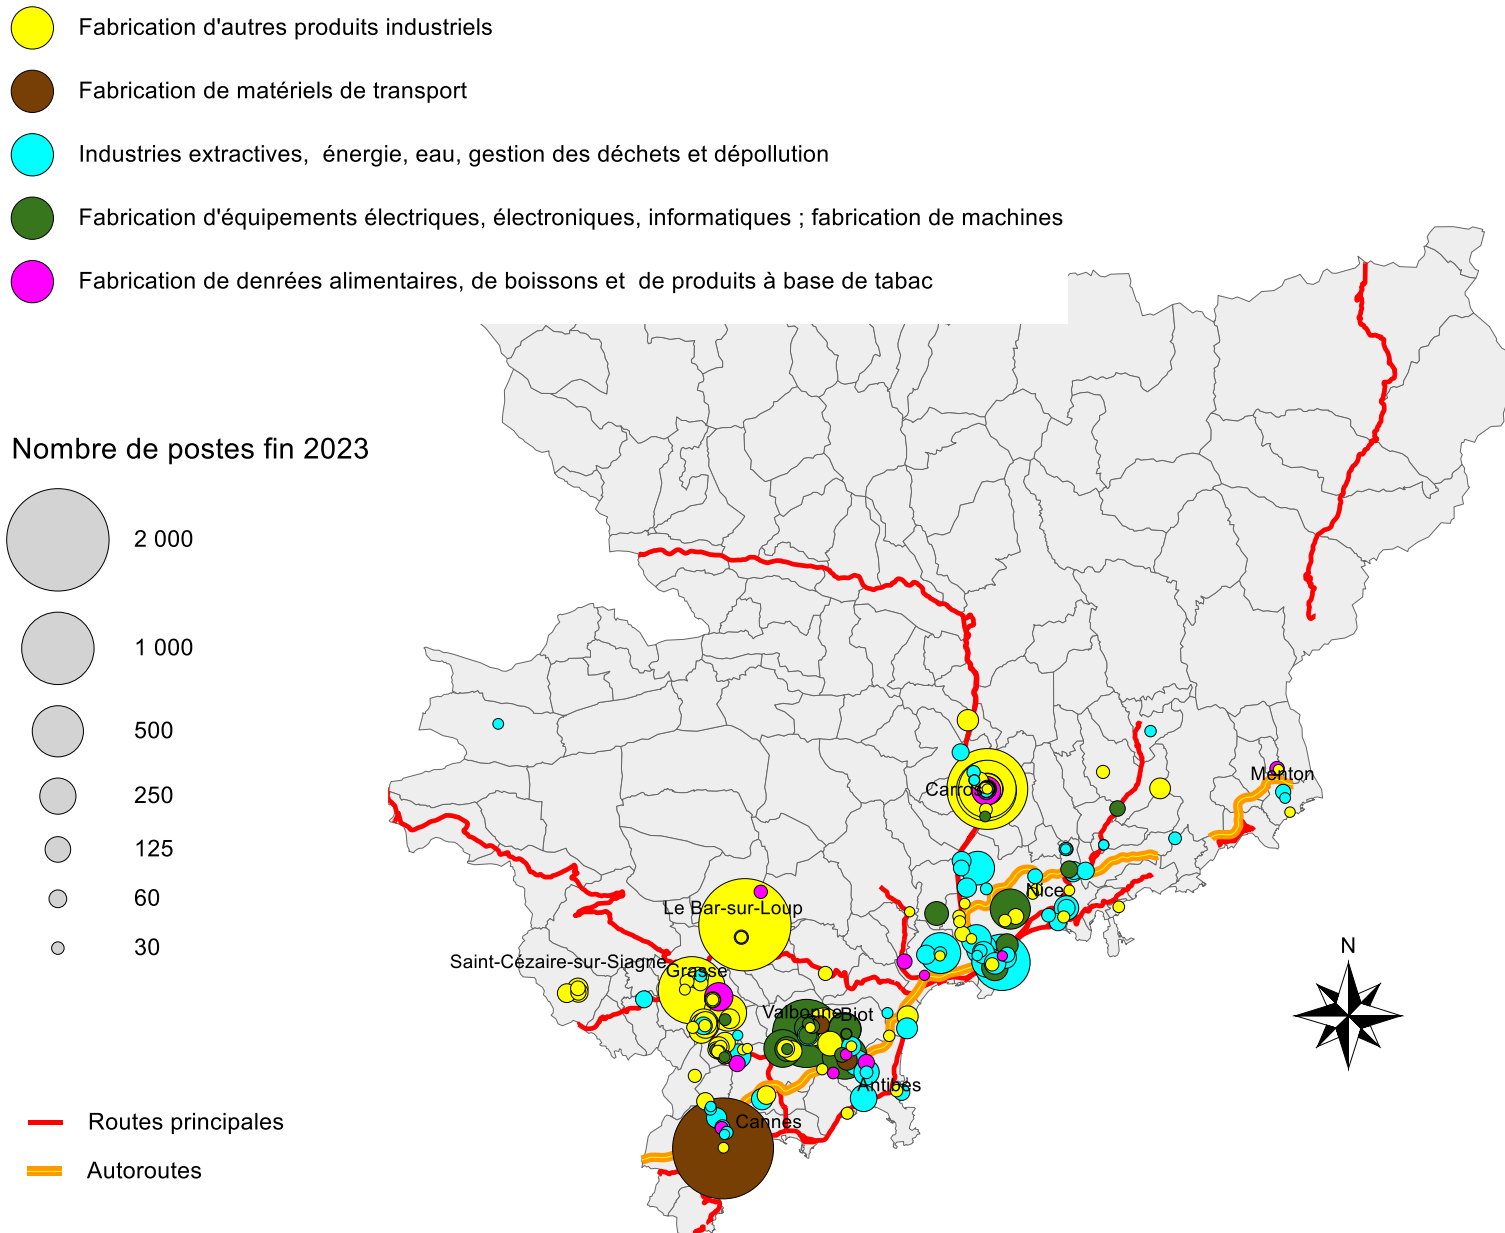 Fabrication d'autres produits industriels
Fabrication de matériels de transport
Industries extractives,  énergie, eau, gestion des déchets et dépollution
Fabrication d'équipements électriques, électroniques, informatiques ; fabrication de machines
Fabrication de denrées alimentaires, de boissons et  de produits à base de tabac
Nombre de postes fin 2023
2 000
1 000
500
250
125
60
30
Menton
Carros
Nice
Le Bar-sur-Loup
Saint-Cézaire-sur-Siagne
Grasse
Valbonne
Biot
Antibes
Cannes
N
Routes principales
Autoroutes